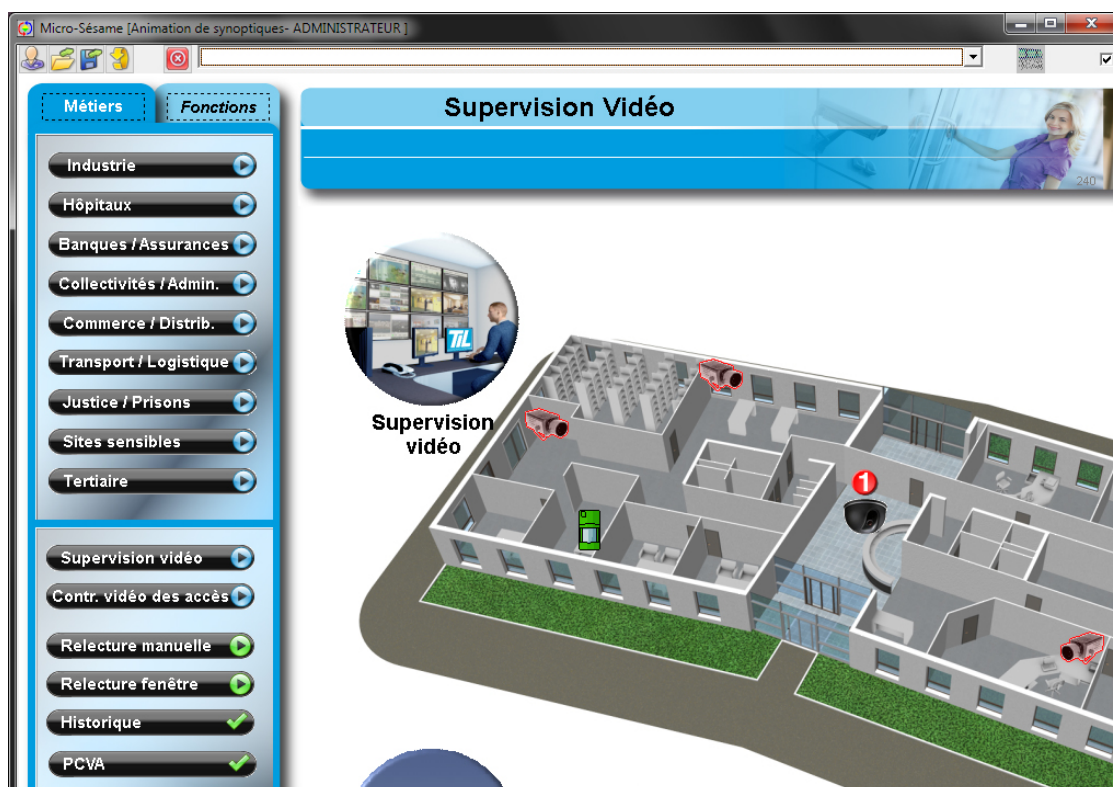 Micro-Sésame [Animation de synoptiques- ADMINISTRATEUR ]
Métiers
Fonctions
Supervision Vidéo
240
Industrie
Hôpitaux
Banques / Assurances
Collectivités / Admin.
Commerce / Distrib.
Transport / Logistique
Justice / Prisons
Sites sensibles
Tertiaire
Supervision vidéo
Contr. vidéo des accès
Relecture manuelle
Relecture fenêtre
Historique
PCVA
TIL
Supervision
vidéo
1